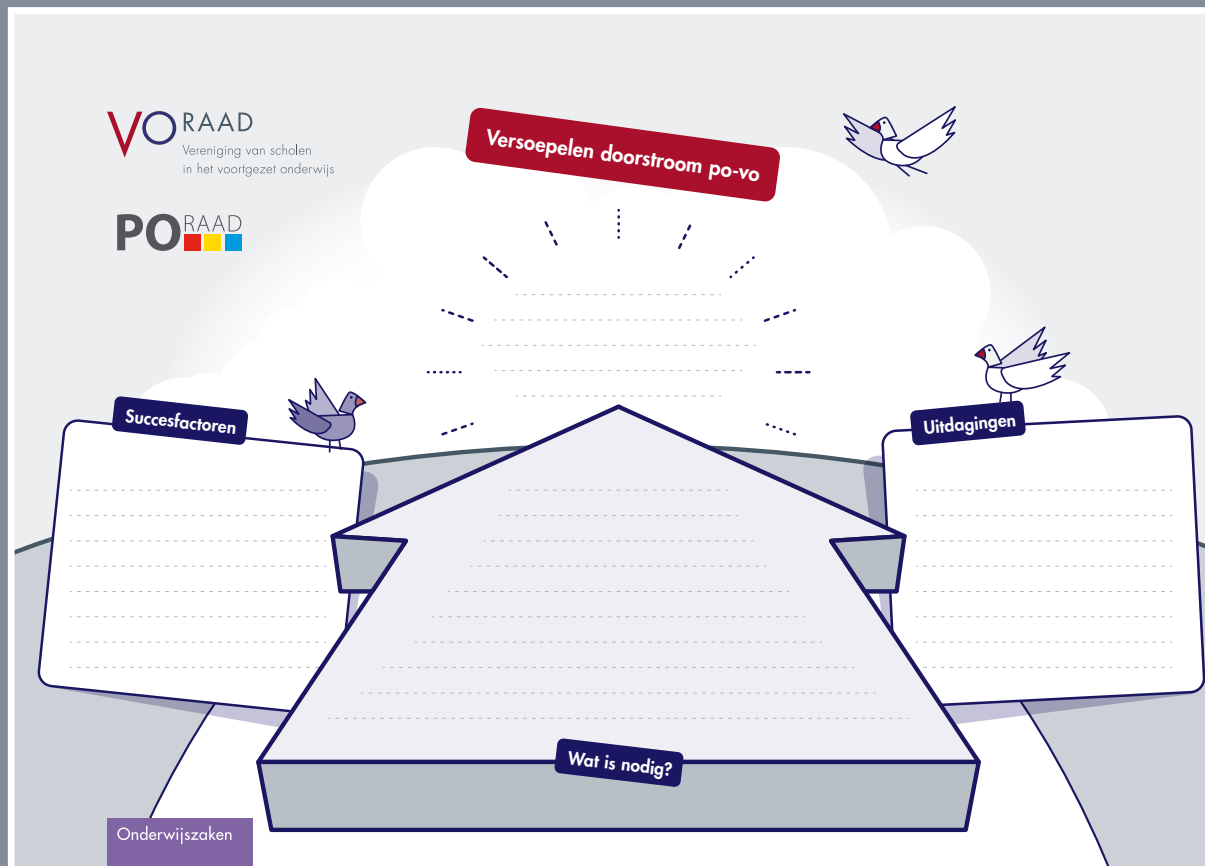 VO RAAD
Vereniging van scholen
in het voortgezet onderwijs
PO RAAD
Versoepelen doorstroom po-vo
Succesfactoren
Uitdagingen
Wat is nodig?
Onderwijszaken